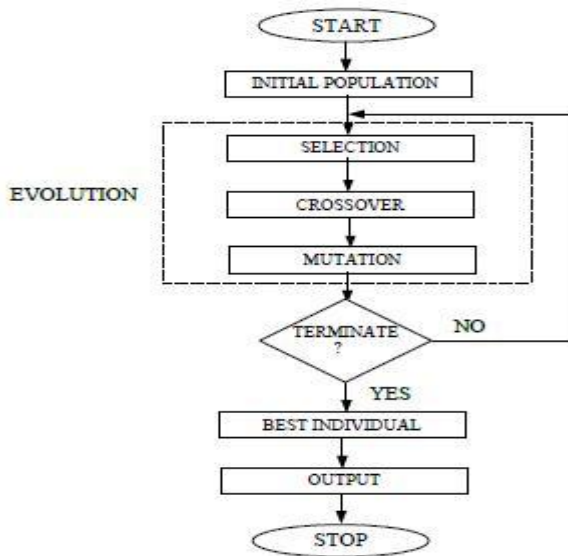 START
INITIAL POPULATION
SELECTION
EVOLUTION
CROSSOVER
MUTATION
TERMINATE
?
NO
YES
BEST INDIVIDUAL
OUTPUT
STOP